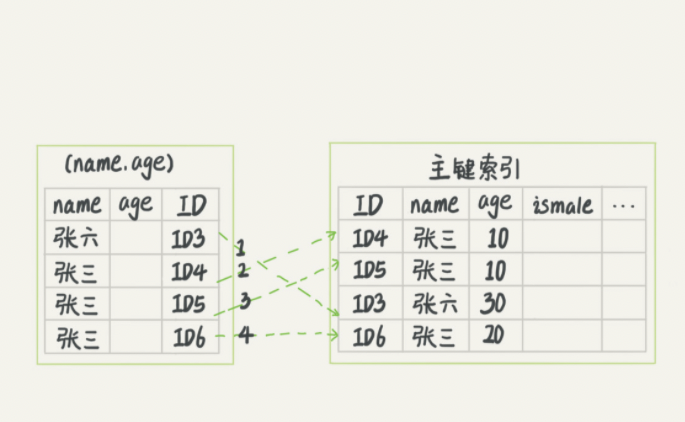 (name.age)
name age ID
张六 ID3
张三 ID4
张三 ID5
张三 ID6
1
2
3
4
主键索引
ID name age ismale ...
ID4 张三 10
ID5 张三 10
ID3 张六 30
ID6 张三 20